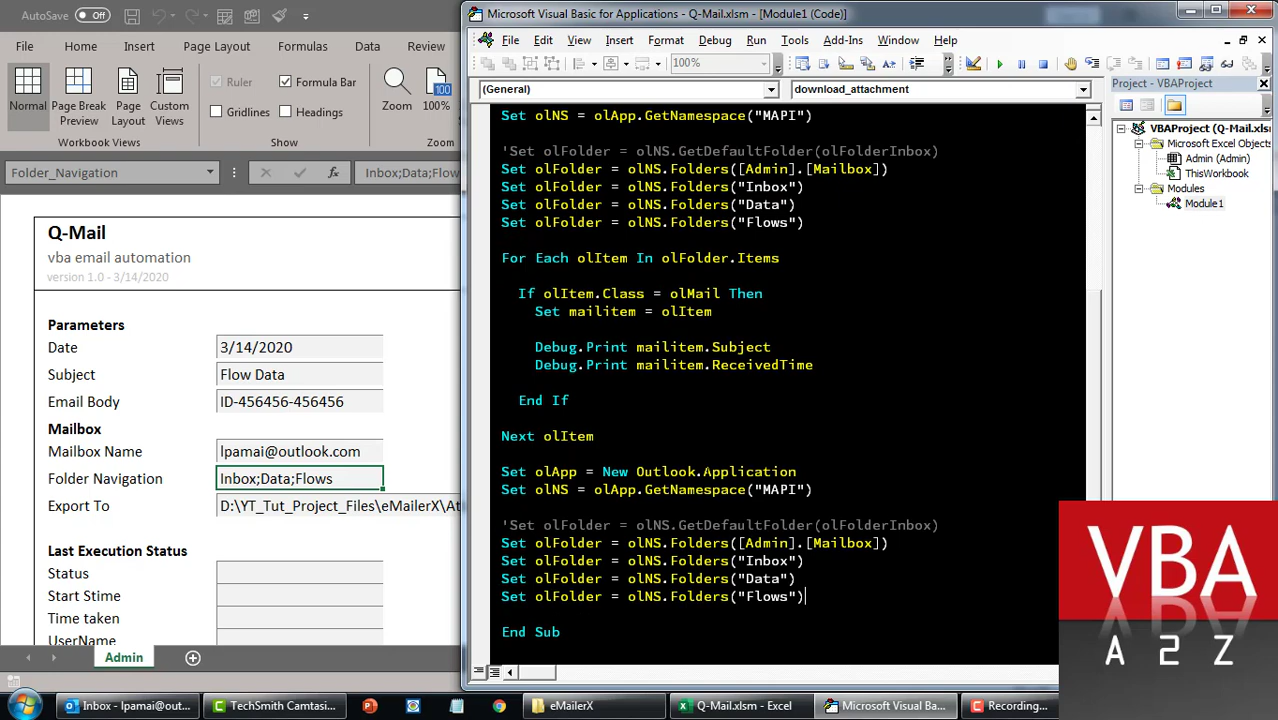 AutoSave Off
File Home Insert Page Layout Formulas Data Review
Normal
Page Break Preview
Page Layout
Custom Views
Ruler
Formula Bar
Gridlines
Headings
Zoom
100%
Workbook Views
Show
Zoom
Folder_Navigation
fx
Inbox;Data;Flow
Q-Mail
vba email automation
version 1.0 - 3/14/2020
Parameters
Date 3/14/2020
Subject Flow Data
Email Body ID-456456-456456
Mailbox
Mailbox Name lpamai@outlook.com
Folder Navigation Inbox;Data;Flows
Export To D:\YT_Tut_Project_Files\eMailerX\At
Last Execution Status
Status
Start Stime
Time taken
UserName
Admin
Microsoft Visual Basic for Applications - Q-Mail.xlsm - [Module1 (Code)]
File Edit View Insert Format Debug Run Tools Add-Ins Window Help
100%
(General)
download_attachment
Set olNS = olApp.GetNamespace("MAPI")
'Set olFolder = olNS.GetDefaultFolder(olFolderInbox)
Set olFolder = olNS.Folders([Admin].[Mailbox])
Set olFolder = olNS.Folders("Inbox")
Set olFolder = olNS.Folders("Data")
Set olFolder = olNS.Folders("Flows")
For Each olItem In olFolder.Items
If olItem.Class = olMail Then
Set mailitem = olItem
Debug.Print mailitem.Subject
Debug.Print mailitem.ReceivedTime
End If
Next olItem
Set olApp = New Outlook.Application
Set olNS = olApp.GetNamespace("MAPI")
'Set olFolder = olNS.GetDefaultFolder(olFolderInbox)
Set olFolder = olNS.Folders([Admin].[Mailbox])
Set olFolder = olNS.Folders("Inbox")
Set olFolder = olNS.Folders("Data")
Set olFolder = olNS.Folders("Flows")
End Sub
Project - VBAProject
VBAProject (Q-Mail.xlsm
Microsoft Excel Objects
Admin (Admin)
ThisWorkbook
Modules
Module1
VBA
A 2 Z
Inbox - lpamai@out...
TechSmith Camtasi...
eMailerX
Q-Mail.xlsm - Excel
Microsoft Visual Bas...
Recording...